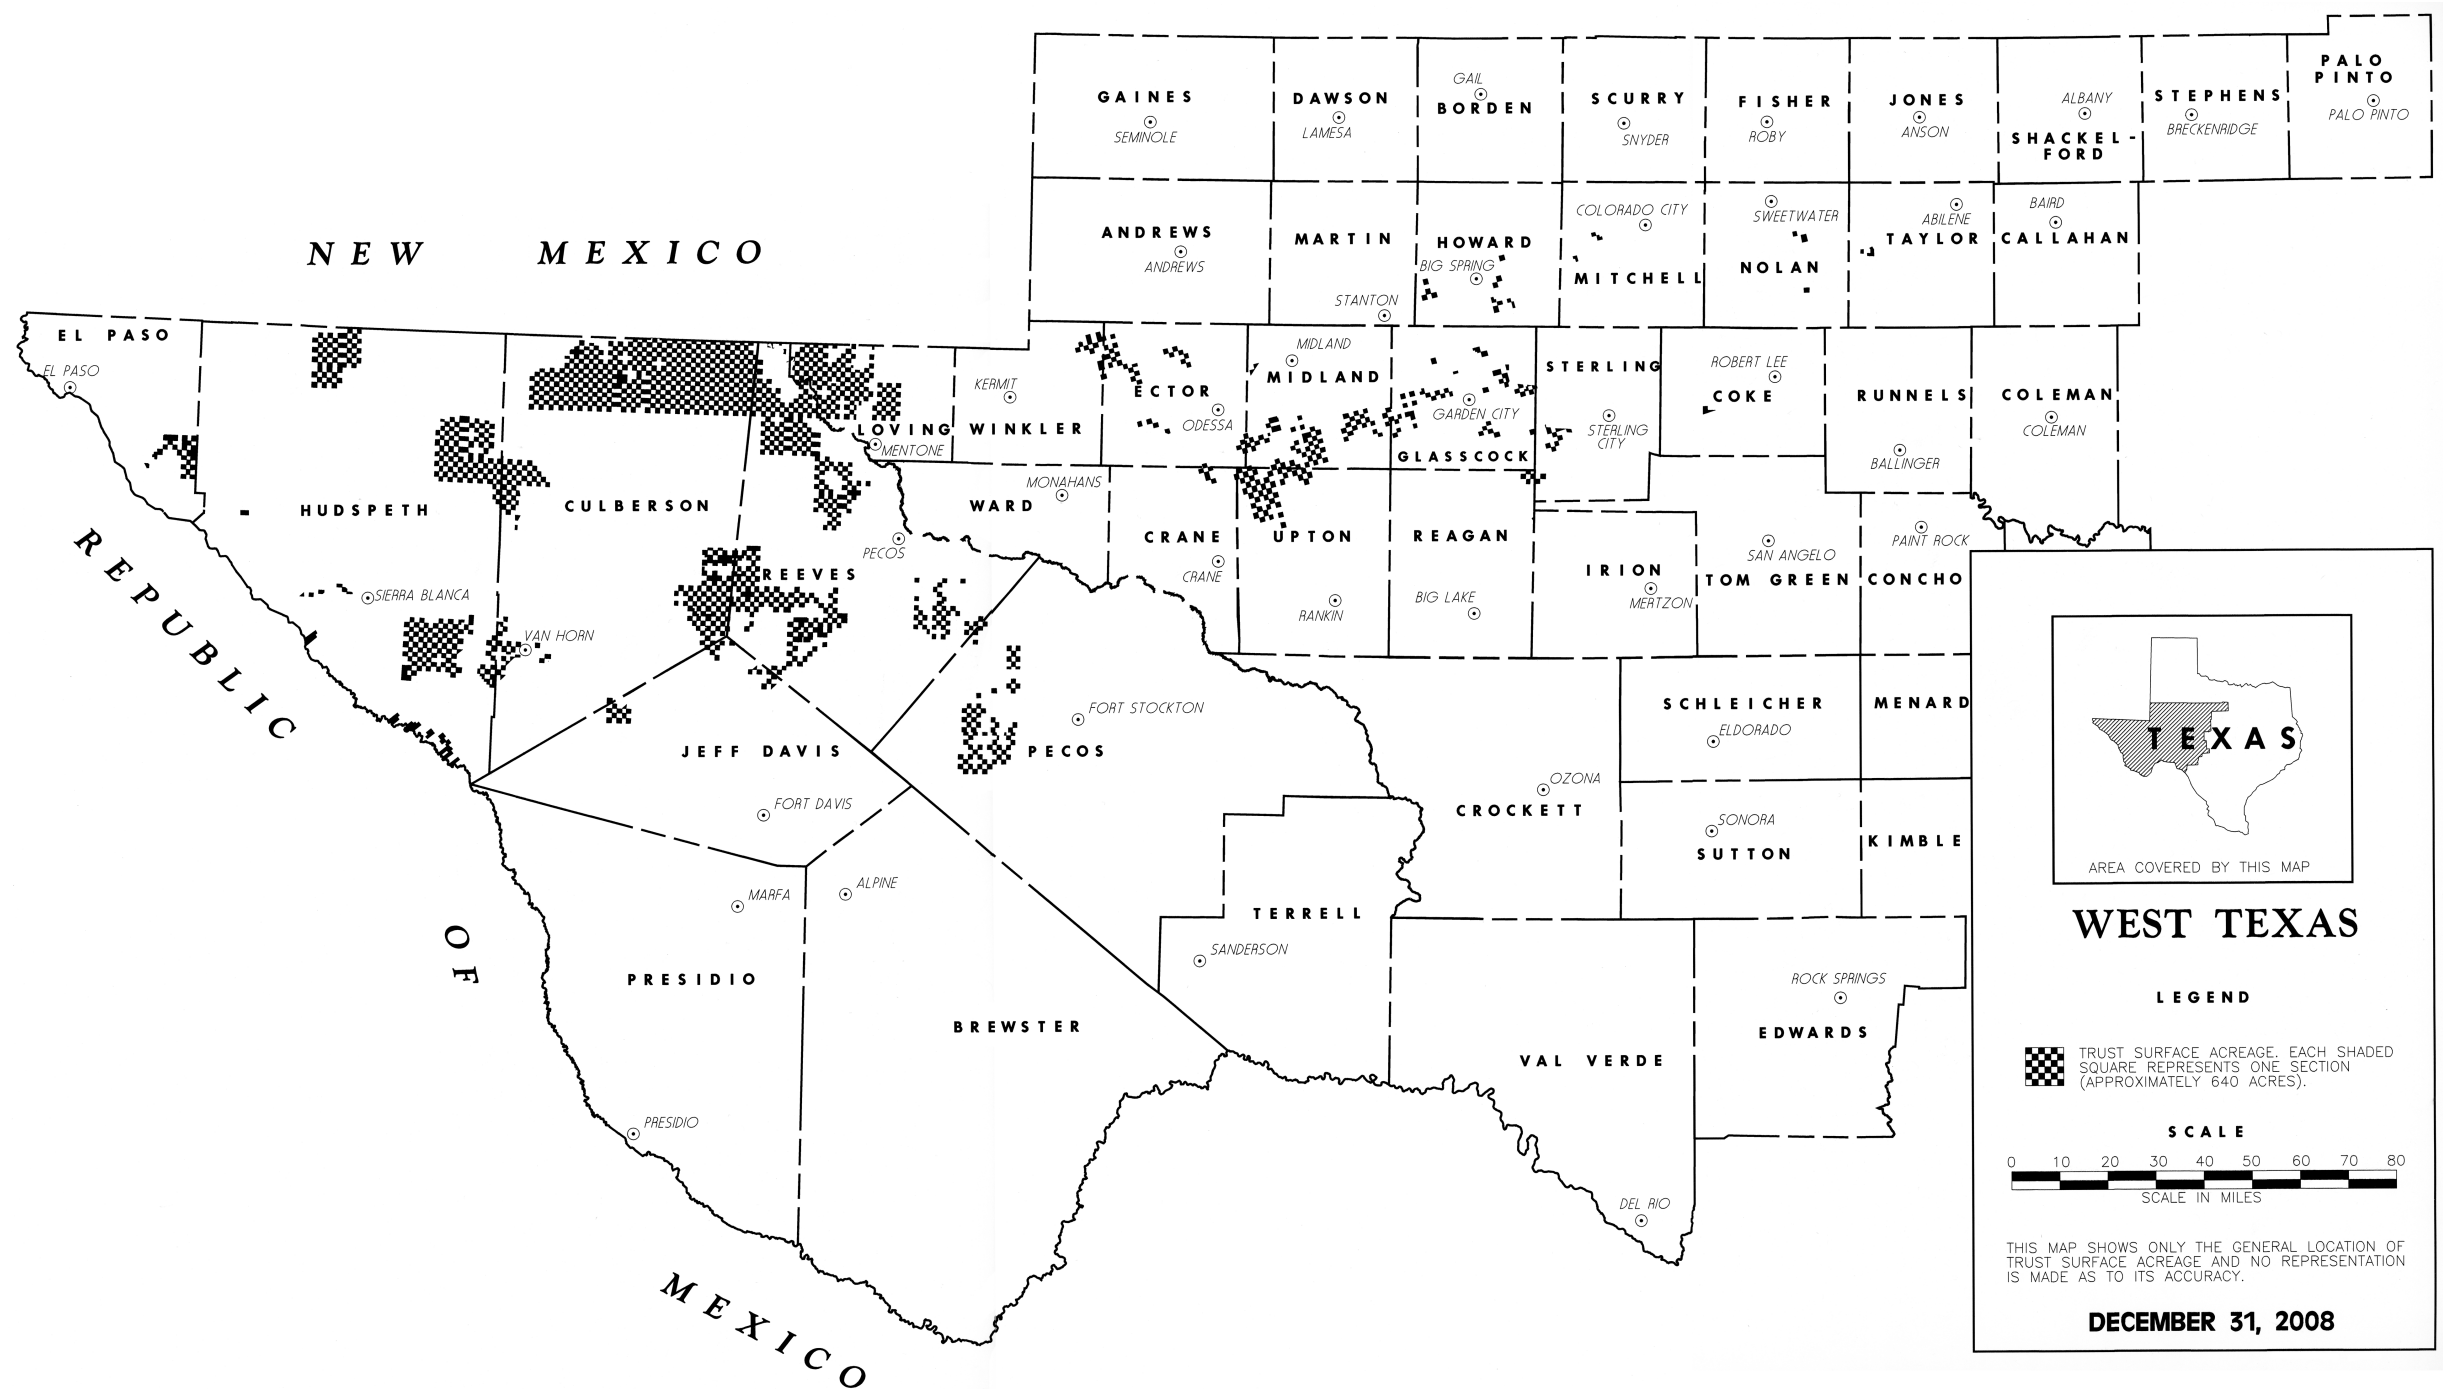 PALO
PINTO
PALO PINTO
GAINES
SEMINOLE
DAWSON
LAMESA
GAIL
BORDEN
SCURRY
SNYDER
FISHER
ROBY
JONES
ANSON
ALBANY
SHACKEL-
FORD
STEPHENS
BRECKENRIDGE
NEW MEXICO
ANDREWS
ANDREWS
MARTIN
STANTON
HOWARD
BIG SPRING
COLORADO CITY
MITCHELL
SWEETWATER
NOLAN
ABILENE
TAYLOR
BAIRD
CALLAHAN
EL PASO
EL PASO
KERMIT
WINKLER
LOVING
MENTONE
ECTOR
ODESSA
MIDLAND
MIDLAND
GARDEN CITY
GLASSCOCK
STERLING
STERLING
CITY
ROBERT LEE
COKE
RUNNELS
BALLINGER
COLEMAN
COLEMAN
HUDSPETH
SIERRA BLANCA
CULBERSON
VAN HORN
REEVES
PECOS
MONAHANS
WARD
CRANE
CRANE
UPTON
RANKIN
REAGAN
BIG LAKE
IRION
MERTZON
SAN ANGELO
TOM GREEN
PAINT ROCK
CONCHO
REPUBLIC
OF
MEXICO
JEFF DAVIS
FORT DAVIS
FORT STOCKTON
PECOS
SCHLEICHER
ELDORADO
MENARD
OZONA
CROCKETT
SONORA
SUTTON
KIMBLE
MARFA
ALPINE
PRESIDIO
PRESIDIO
BREWSTER
TERRELL
SANDERSON
VAL VERDE
DEL RIO
ROCK SPRINGS
EDWARDS
TEXAS
AREA COVERED BY THIS MAP
WEST TEXAS
LEGEND
TRUST SURFACE ACREAGE. EACH SHADED
SQUARE REPRESENTS ONE SECTION
(APPROXIMATELY 640 ACRES).
SCALE
0 10 20 30 40 50 60 70 80
SCALE IN MILES
THIS MAP SHOWS ONLY THE GENERAL LOCATION OF
TRUST SURFACE ACREAGE AND NO REPRESENTATION
IS MADE AS TO ITS ACCURACY.
DECEMBER 31, 2008